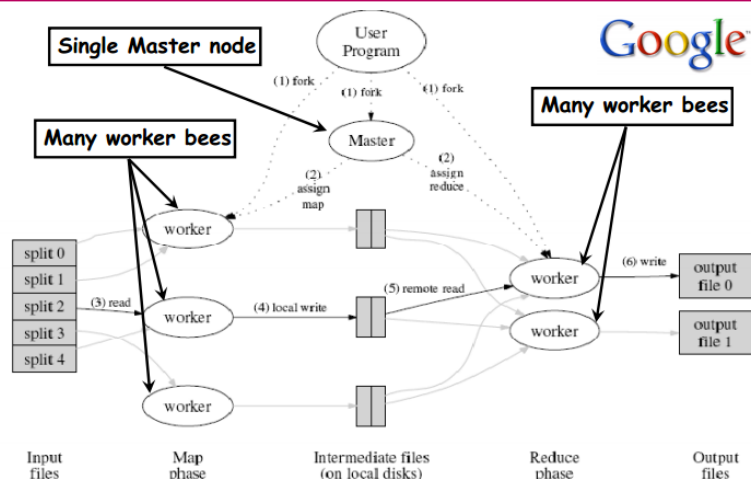 Single Master node
User
Program
Google
(1) fork
(1) fork
(1) fork
Many worker bees
Many worker bees
Master
(2)
assign
map
(2)
assign
reduce
worker
split 0
split 1
split 2
split 3
split 4
(3) read
worker
(4) local write
(5) remote read
worker
(6) write
output
file 0
worker
output
file 1
worker
Input
files
Map
phase
Intermediate files
(on local disks)
Reduce
phase
Output
files